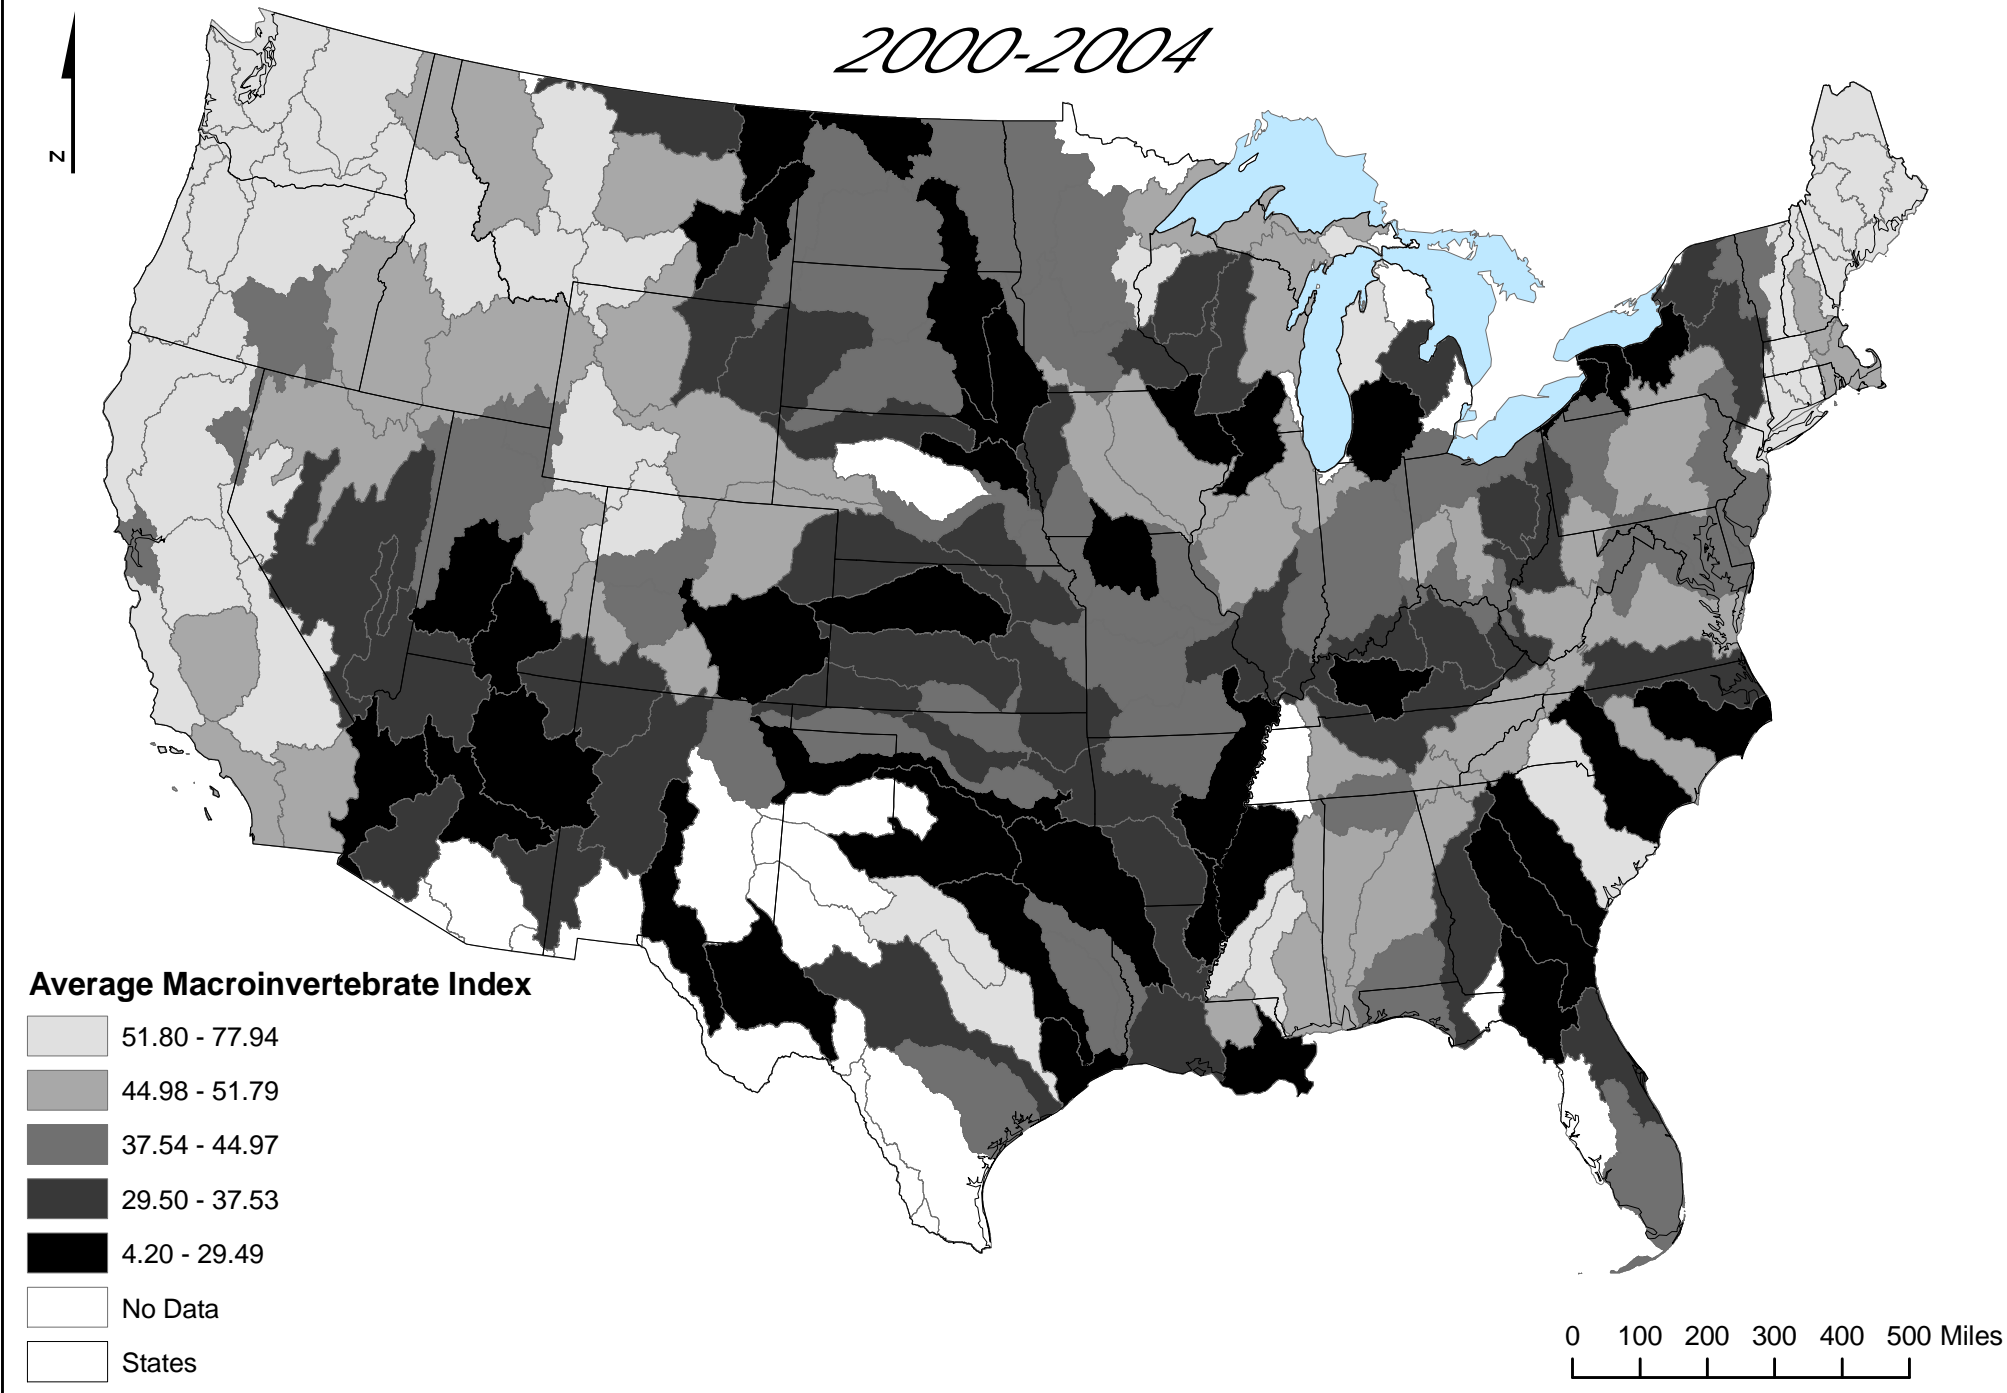 2000-2004
N
Average Macroinvertebrate Index
51.80 - 77.94
44.98 - 51.79
37.54 - 44.97
29.50 - 37.53
4.20 - 29.49
No Data
States
0 100 200 300 400 500 Miles